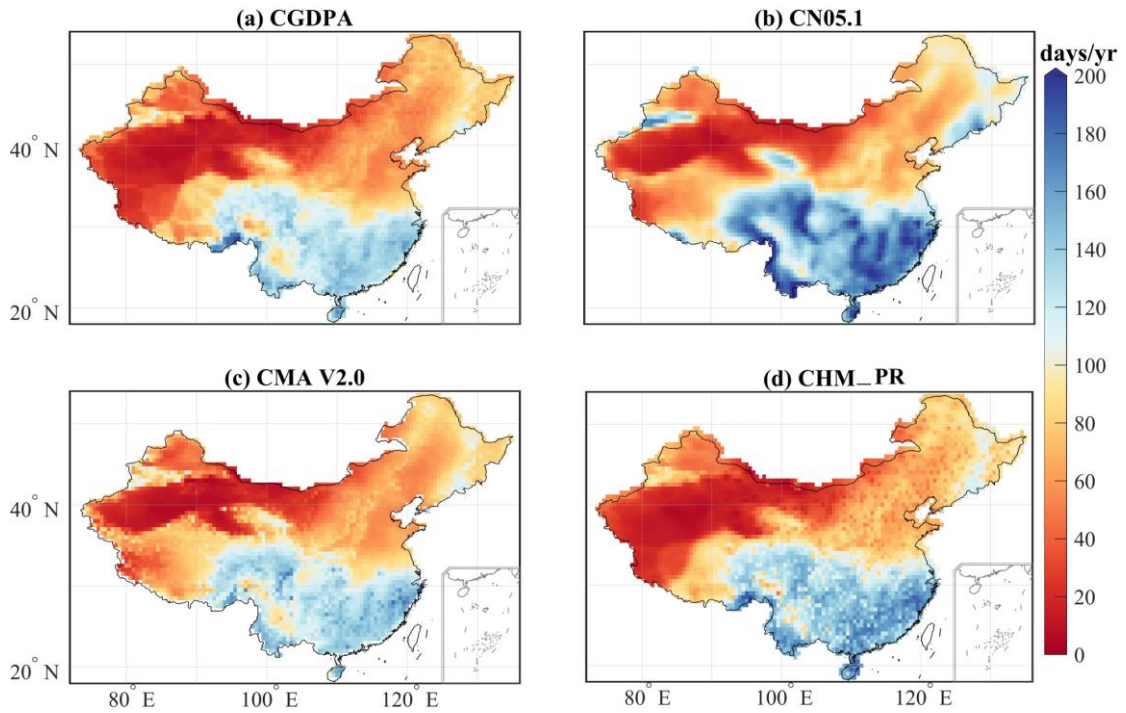 (a) CGDPA
(b) CN05.1
days/yr
200
180
160
140
120
100
80
60
40
20
0
40° N
20° N
(c) CMA V2.0
(d) CHM_PR
40° N
20° N
80° E
100° E
120° E
80° E
100° E
120° E